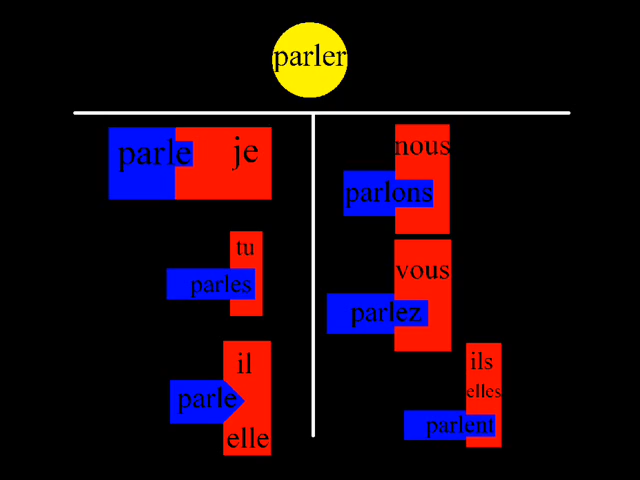 parler
parle je
tu
parles
il
parle
elle
nous
parlons
vous
parlez
ils
elles
parlent